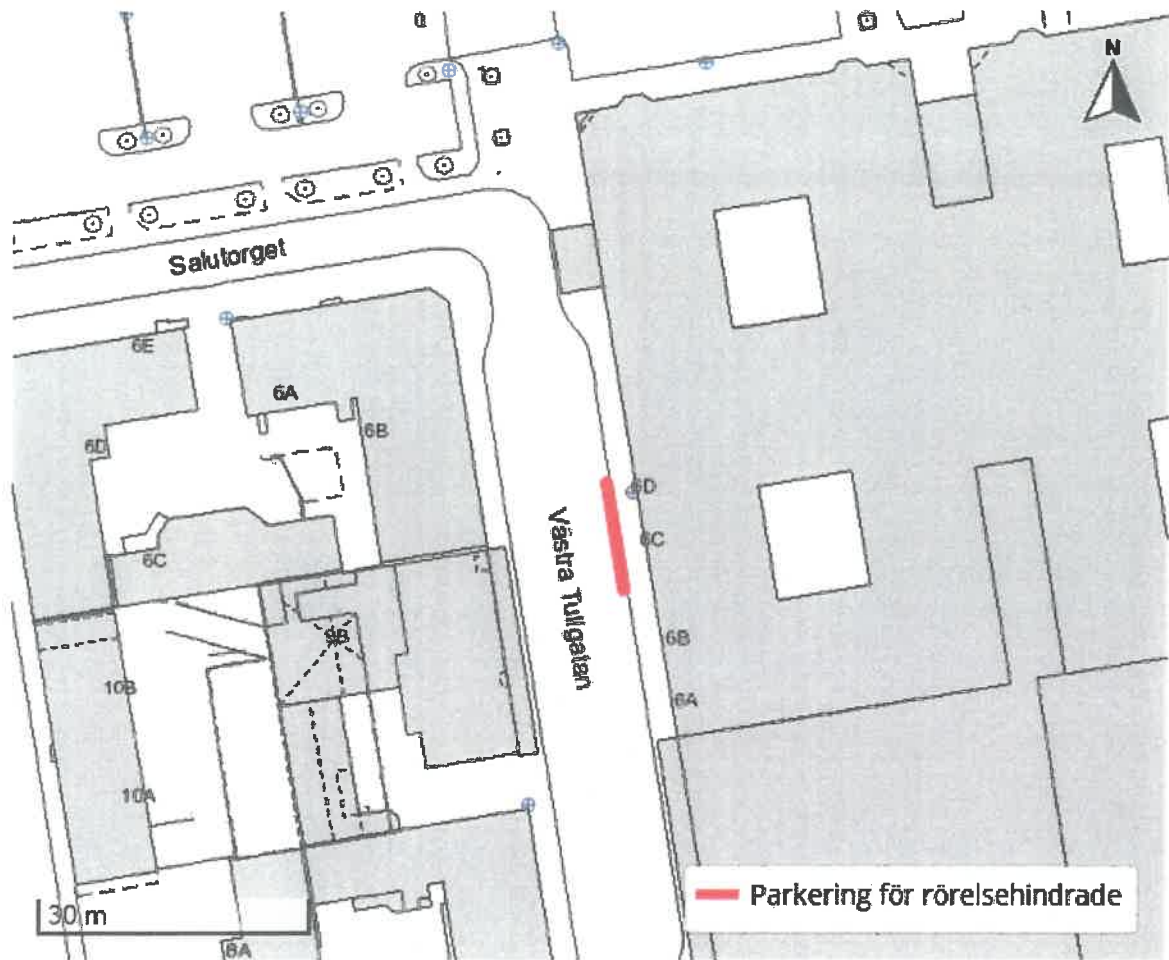 N
Salutorget
6E
6A
6B
6D
6C
6D
6C
Västra Tullgatan
6B
6A
10B
10A
8A
30 m
Parkering för rörelsehindrade